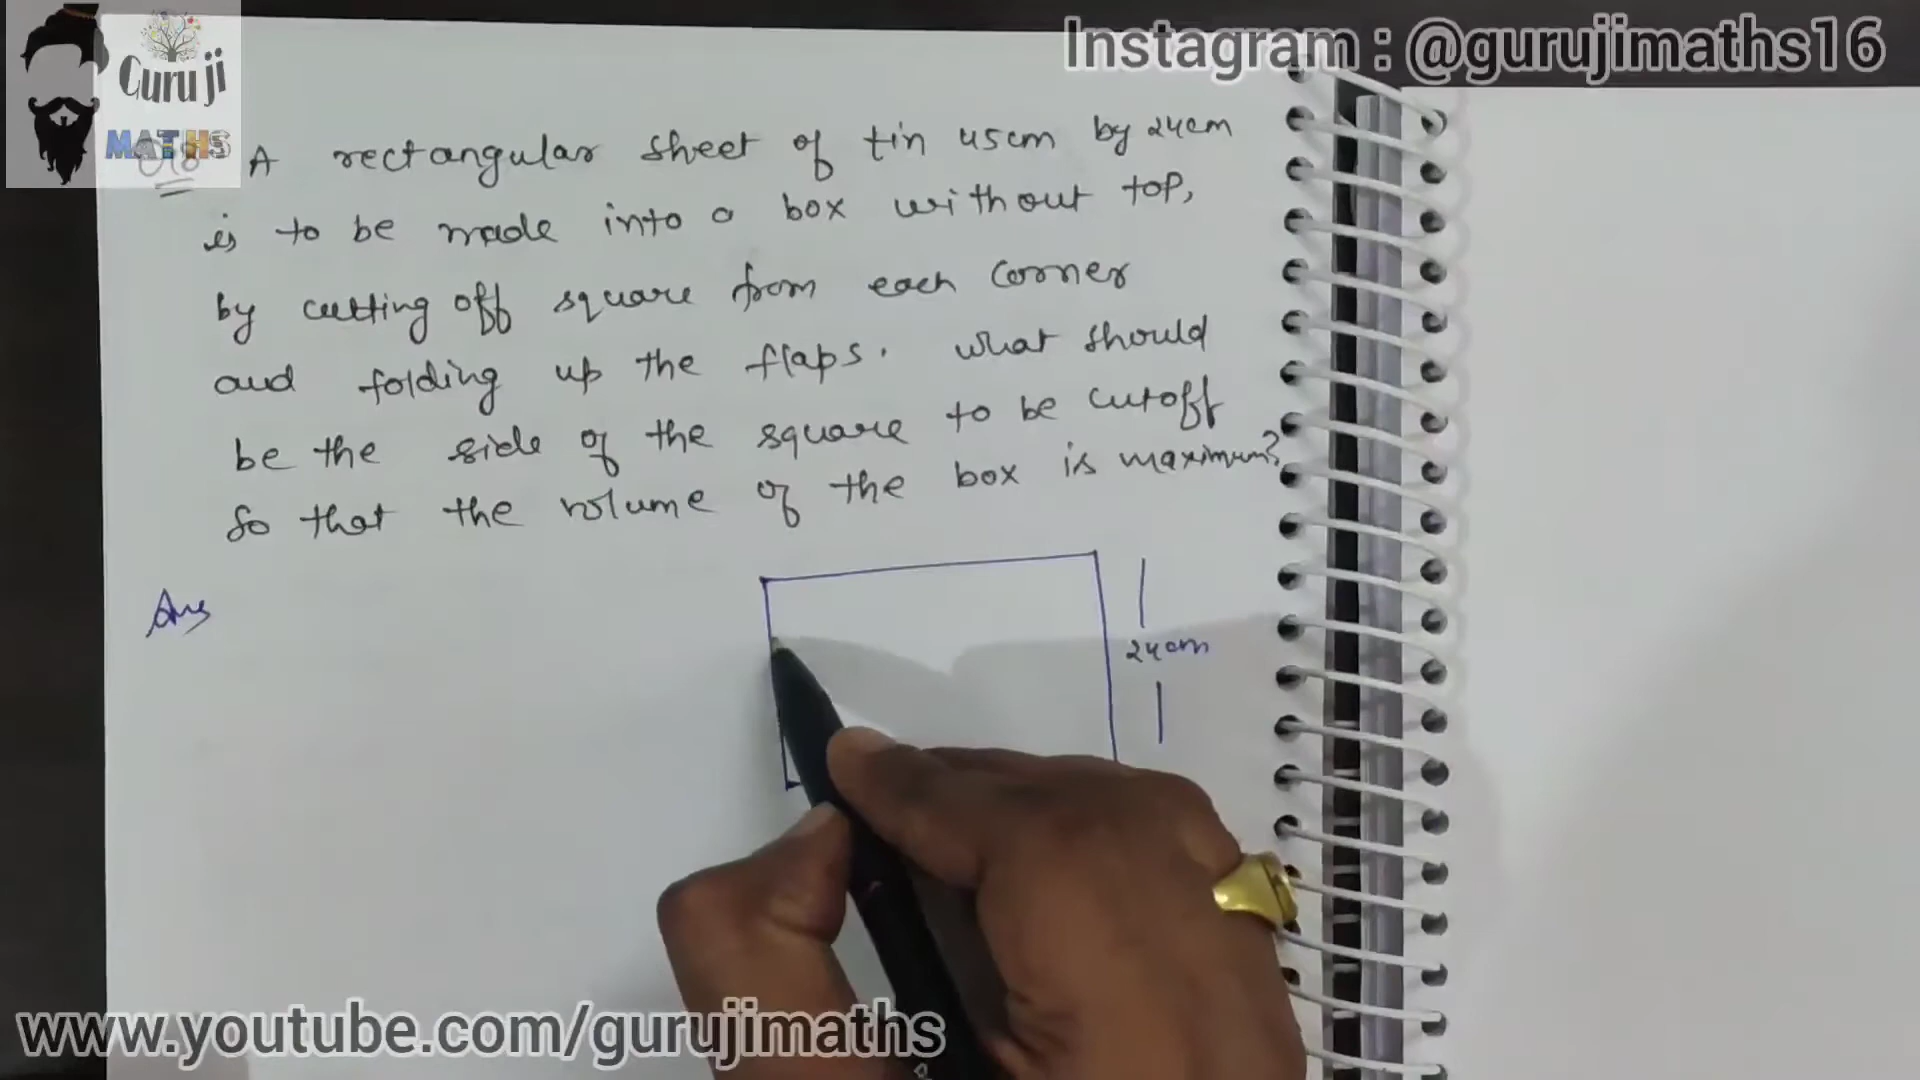 Instagram : @gurujimaths16
Guru ji
MATHS
A rectangular sheet of tin 45cm by 24cm
is to be made into a box without top,
by cutting off square from each corner
and folding up the flaps. what should
be the side of the square to be cutoff
so that the volume of the box is maximum?
Ans
24cm
www.youtube.com/gurujimaths